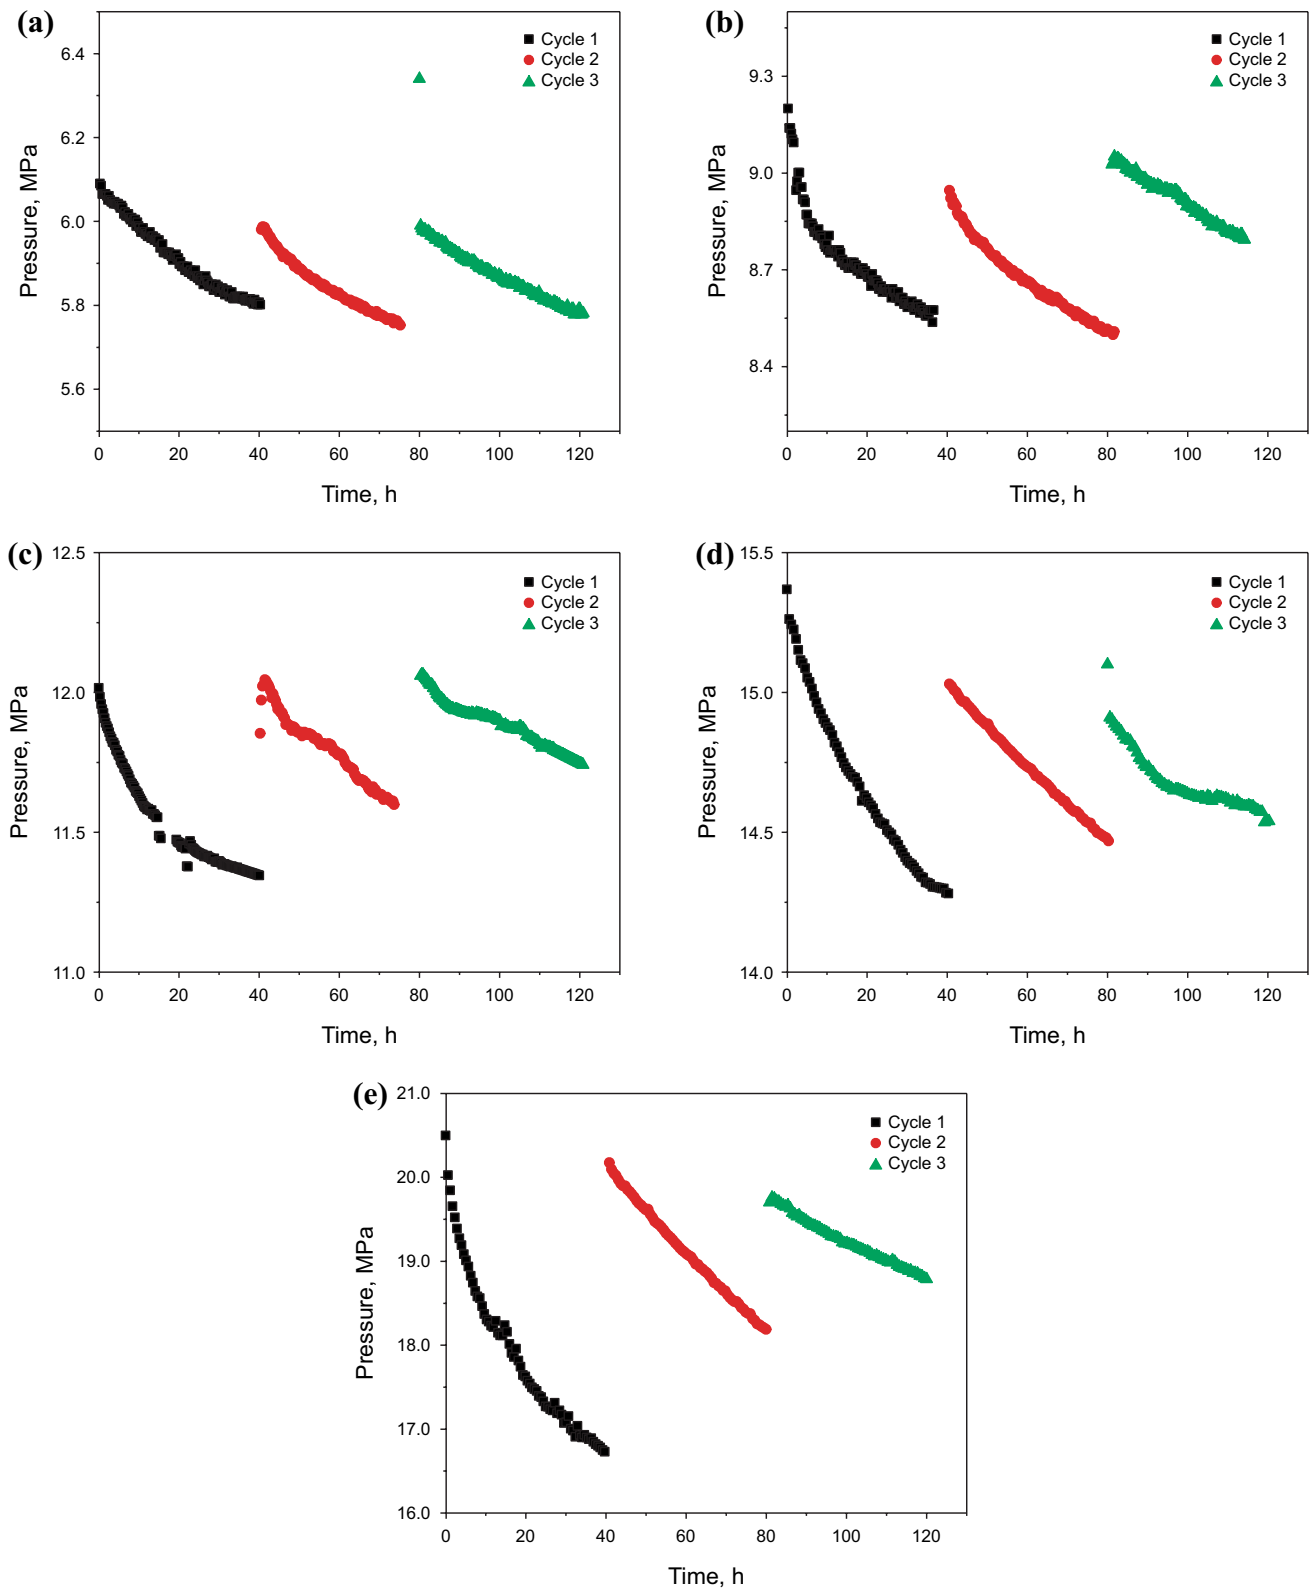 (a)
6.4
6.2
6.0
5.8
5.6
Pressure, MPa
Cycle 1
Cycle 2
Cycle 3
0 20 40 60 80 100 120
Time, h
(b)
9.3
9.0
8.7
8.4
Pressure, MPa
Cycle 1
Cycle 2
Cycle 3
0 20 40 60 80 100 120
Time, h
(c)
12.5
12.0
11.5
11.0
Pressure, MPa
Cycle 1
Cycle 2
Cycle 3
0 20 40 60 80 100 120
Time, h
(d)
15.5
15.0
14.5
14.0
Pressure, MPa
Cycle 1
Cycle 2
Cycle 3
0 20 40 60 80 100 120
Time, h
(e)
21.0
20.0
19.0
18.0
17.0
16.0
Pressure, MPa
Cycle 1
Cycle 2
Cycle 3
0 20 40 60 80 100 120
Time, h